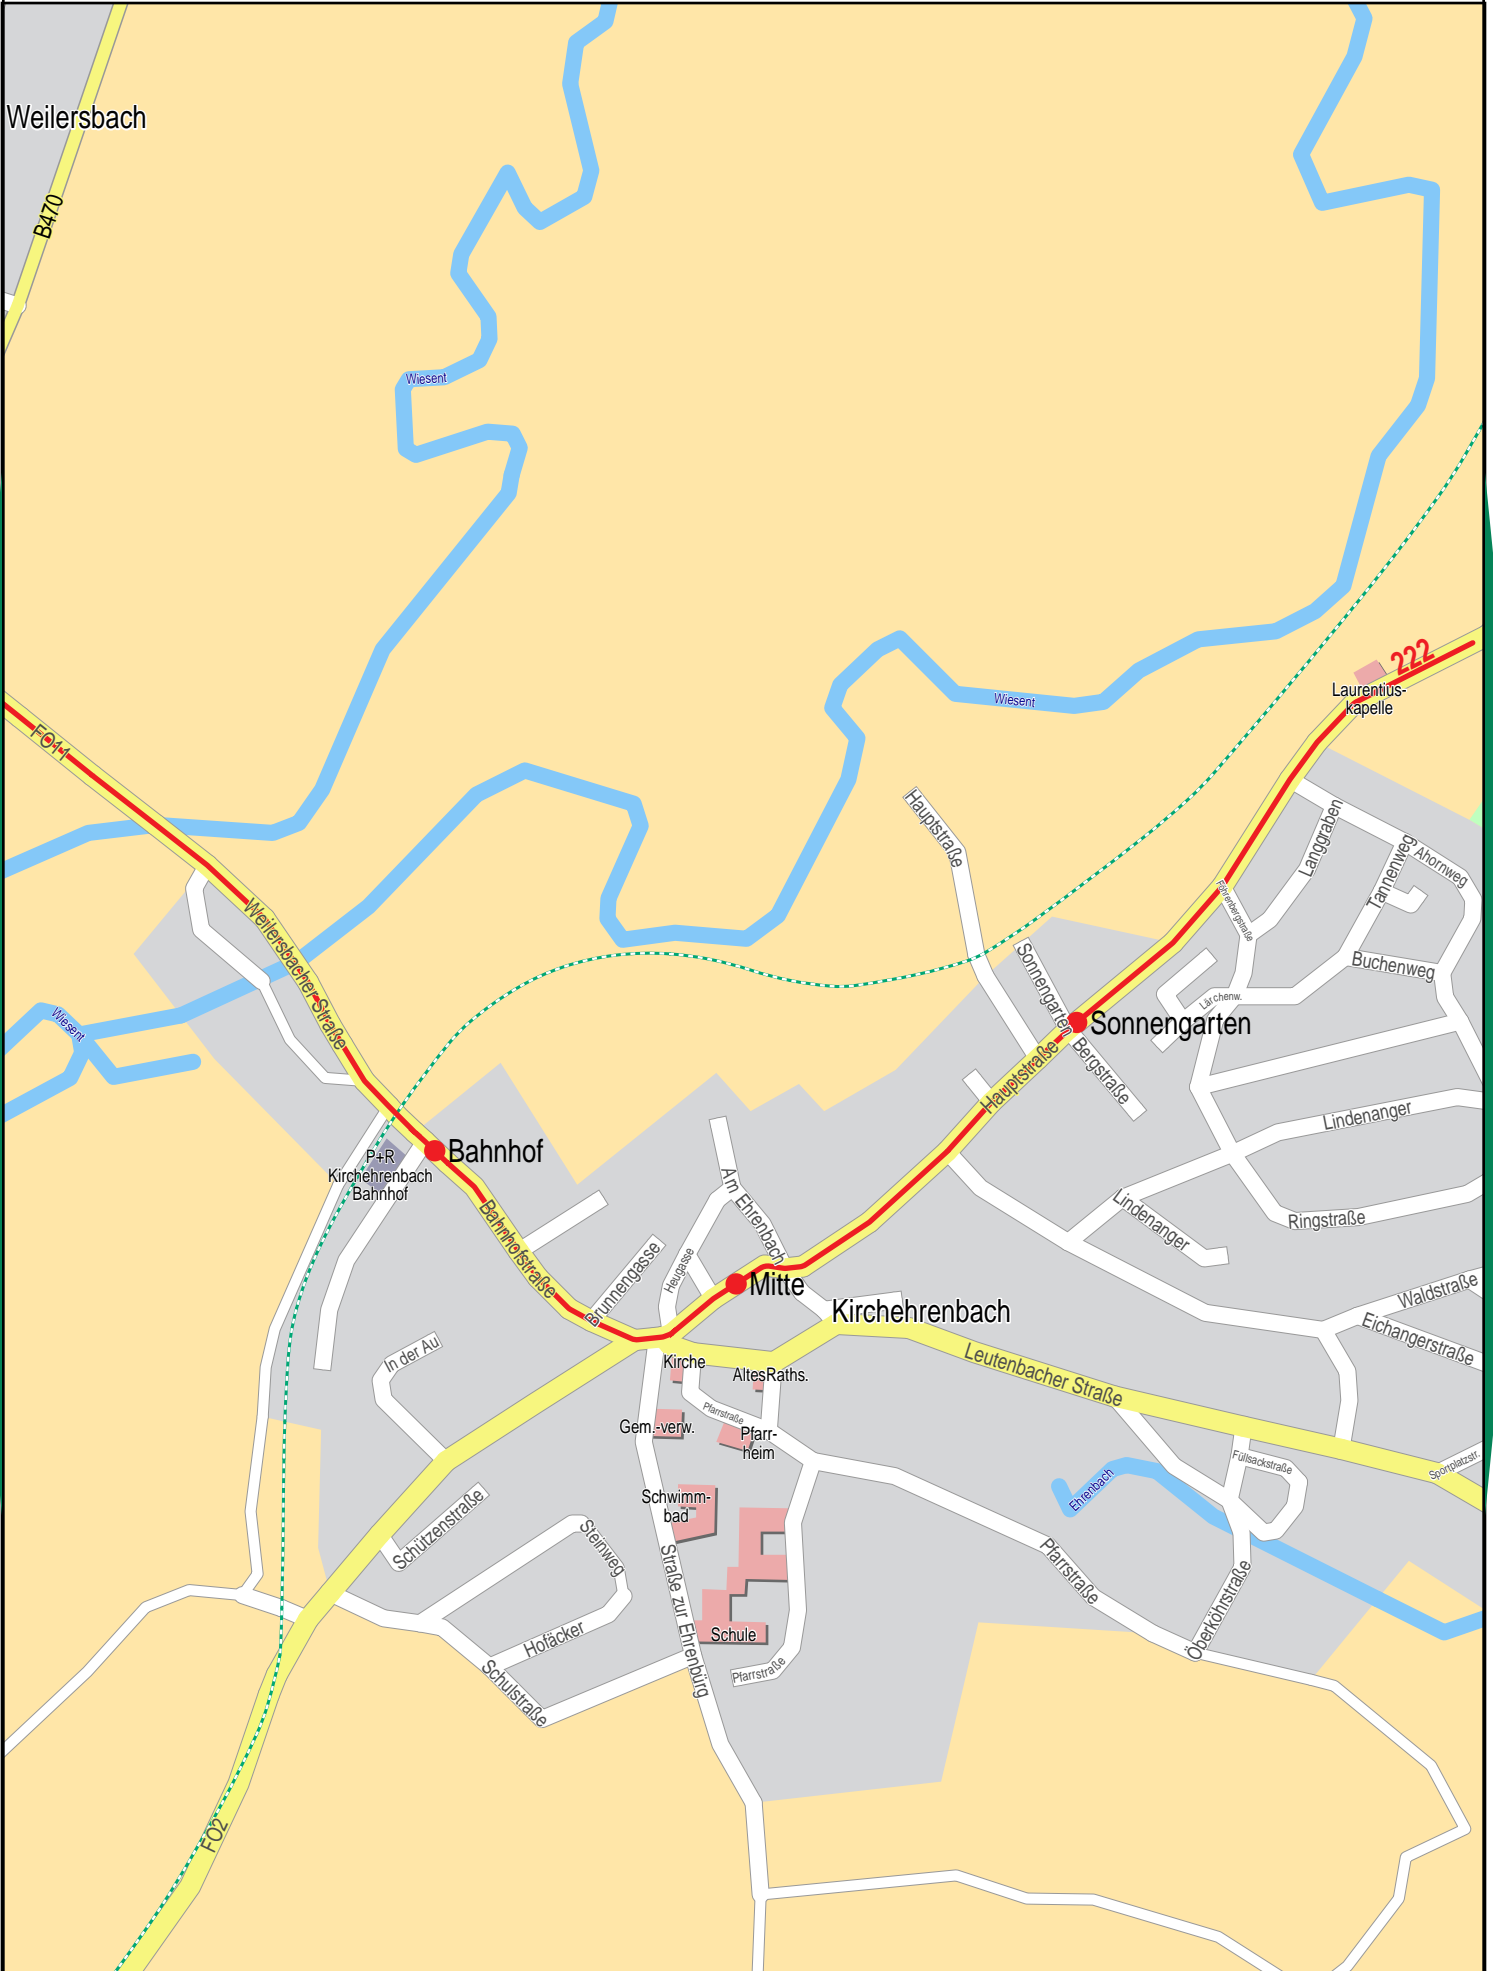 Weilersbach
B470
Wiesent
222
Laurentius-
kapelle
Wiesent
FO11
Hauptstraße
Langgraben
Tannenweg
Ahornweg
Föhrenbergstraße
Weilersbacher Straße
Sonnengarten
Buchenweg
Lärchenw.
Wiesent
Sonnengarten
Hauptstraße
Bergstraße
Lindenanger
Bahnhof
P+R
Kirchehrenbach
Bahnhof
Am Ehrenbach
Lindenanger
Ringstraße
Bahnhofstraße
Brunnengasse
Heugasse
Mitte
Waldstraße
Kirchehrenbach
Eichangerstraße
In der Au
Kirche
AltesRaths.
Leutenbacher Straße
Pfarrstraße
Gem.-verw.
Pfarr-
heim
Füllsackstraße
Sportplatzstr.
Ehrenbach
Schwimm-
bad
Schützenstraße
Steinweg
Straße zur Ehrenbürg
Pfarrstraße
Oberköhrstraße
Hofäcker
Schule
Schulstraße
Pfarrstraße
FO2